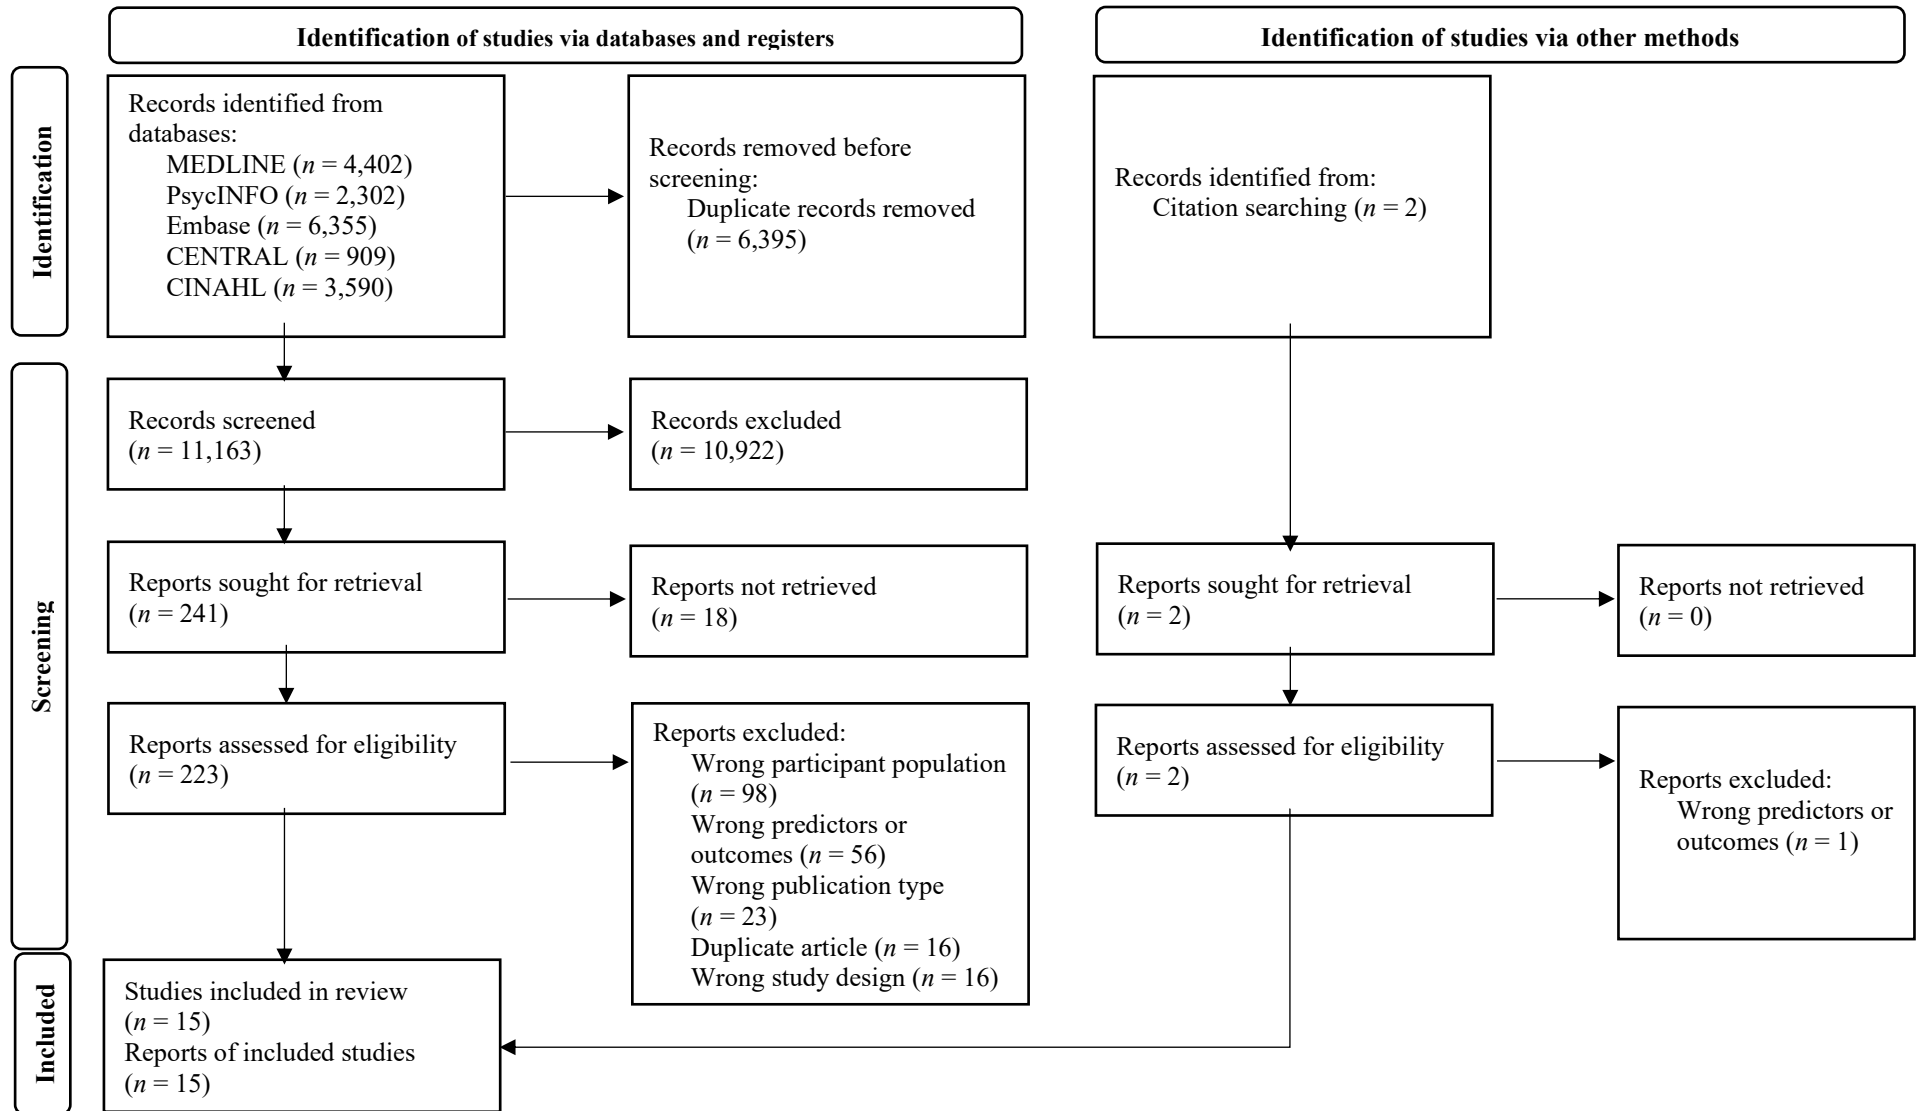 Identification of studies via databases and registers
Identification of studies via other methods
Identification
Records identified from
databases:
MEDLINE (n = 4,402)
PsycINFO (n = 2,302)
Embase (n = 6,355)
CENTRAL (n = 909)
CINAHL (n = 3,590)
Records removed before
screening:
Duplicate records removed
(n = 6,395)
Records identified from:
Citation searching (n = 2)
Screening
Records screened
(n = 11,163)
Records excluded
(n = 10,922)
Reports sought for retrieval
(n = 241)
Reports not retrieved
(n = 18)
Reports sought for retrieval
(n = 2)
Reports not retrieved
(n = 0)
Reports assessed for eligibility
(n = 223)
Reports excluded:
Wrong participant population
(n = 98)
Wrong predictors or
outcomes (n = 56)
Wrong publication type
(n = 23)
Duplicate article (n = 16)
Wrong study design (n = 16)
Reports assessed for eligibility
(n = 2)
Reports excluded:
Wrong predictors or
outcomes (n = 1)
Included
Studies included in review
(n = 15)
Reports of included studies
(n = 15)